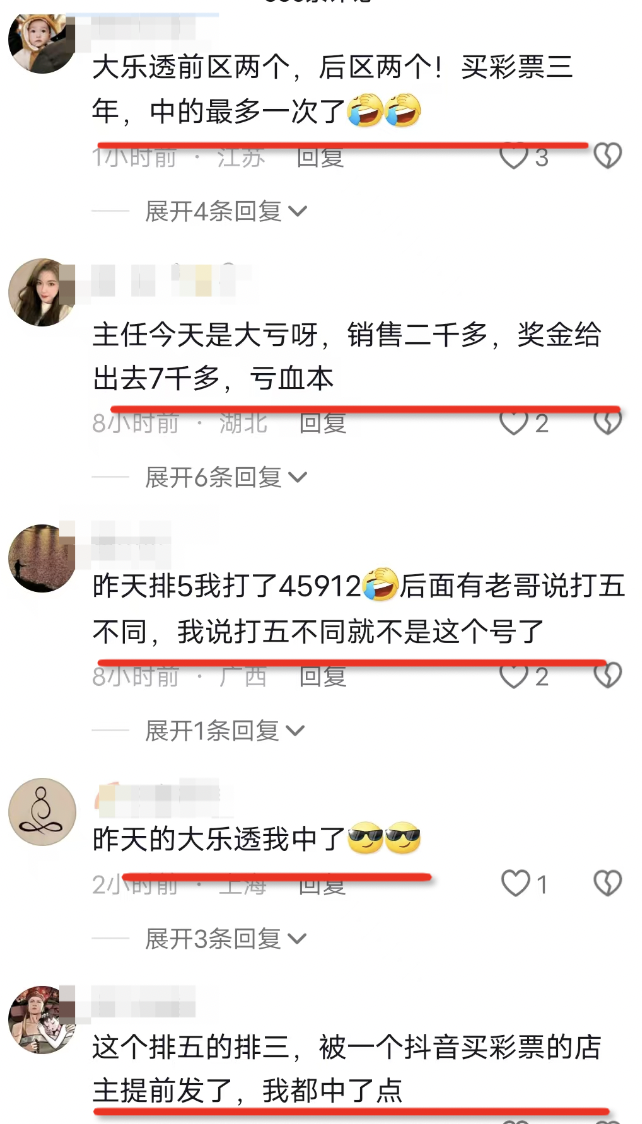 大乐透前区两个，后区两个！买彩票三
年，中的最多一次了🤣🤣
1小时前 · 江苏 回复 3
展开4条回复
主任今天是大亏呀，销售二千多，奖金给
出去7千多，亏血本
8小时前 · 湖北 回复 2
展开6条回复
昨天排5我打了45912🤣后面有老哥说打五
不同，我说打五不同就不是这个号了
8小时前 · 广西 回复 2
展开1条回复
昨天的大乐透我中了😎😎
2小时前 · 上海 回复 1
展开3条回复
这个排五的排三，被一个抖音买彩票的店
主提前发了，我都中了点